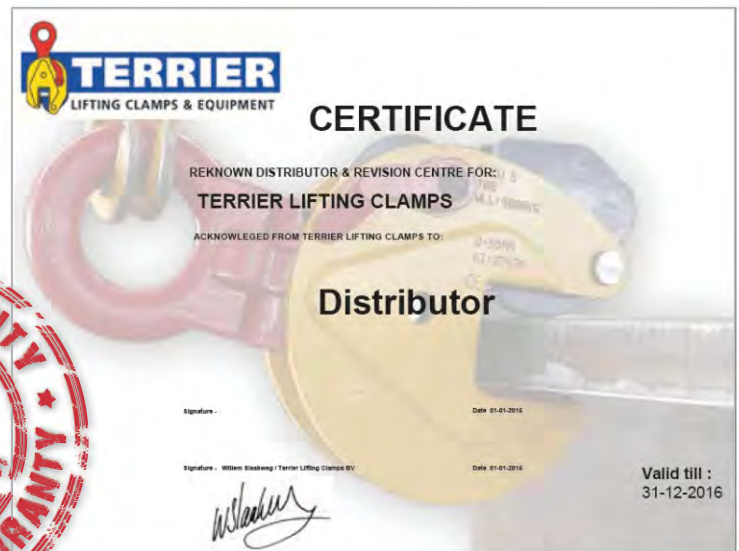 TERRIER
LIFTING CLAMPS & EQUIPMENT
CERTIFICATE
REKNOWN DISTRIBUTOR & REVISION CENTRE FOR:
TERRIER LIFTING CLAMPS
ACKNOWLEGED FROM TERRIER LIFTING CLAMPS TO:
Distributor
Signature -
Date 01-01-2016
Signature - Willem Slaakweg / Terrier Lifting Clamps BV
Date 01-01-2016
Valid till :
31-12-2016